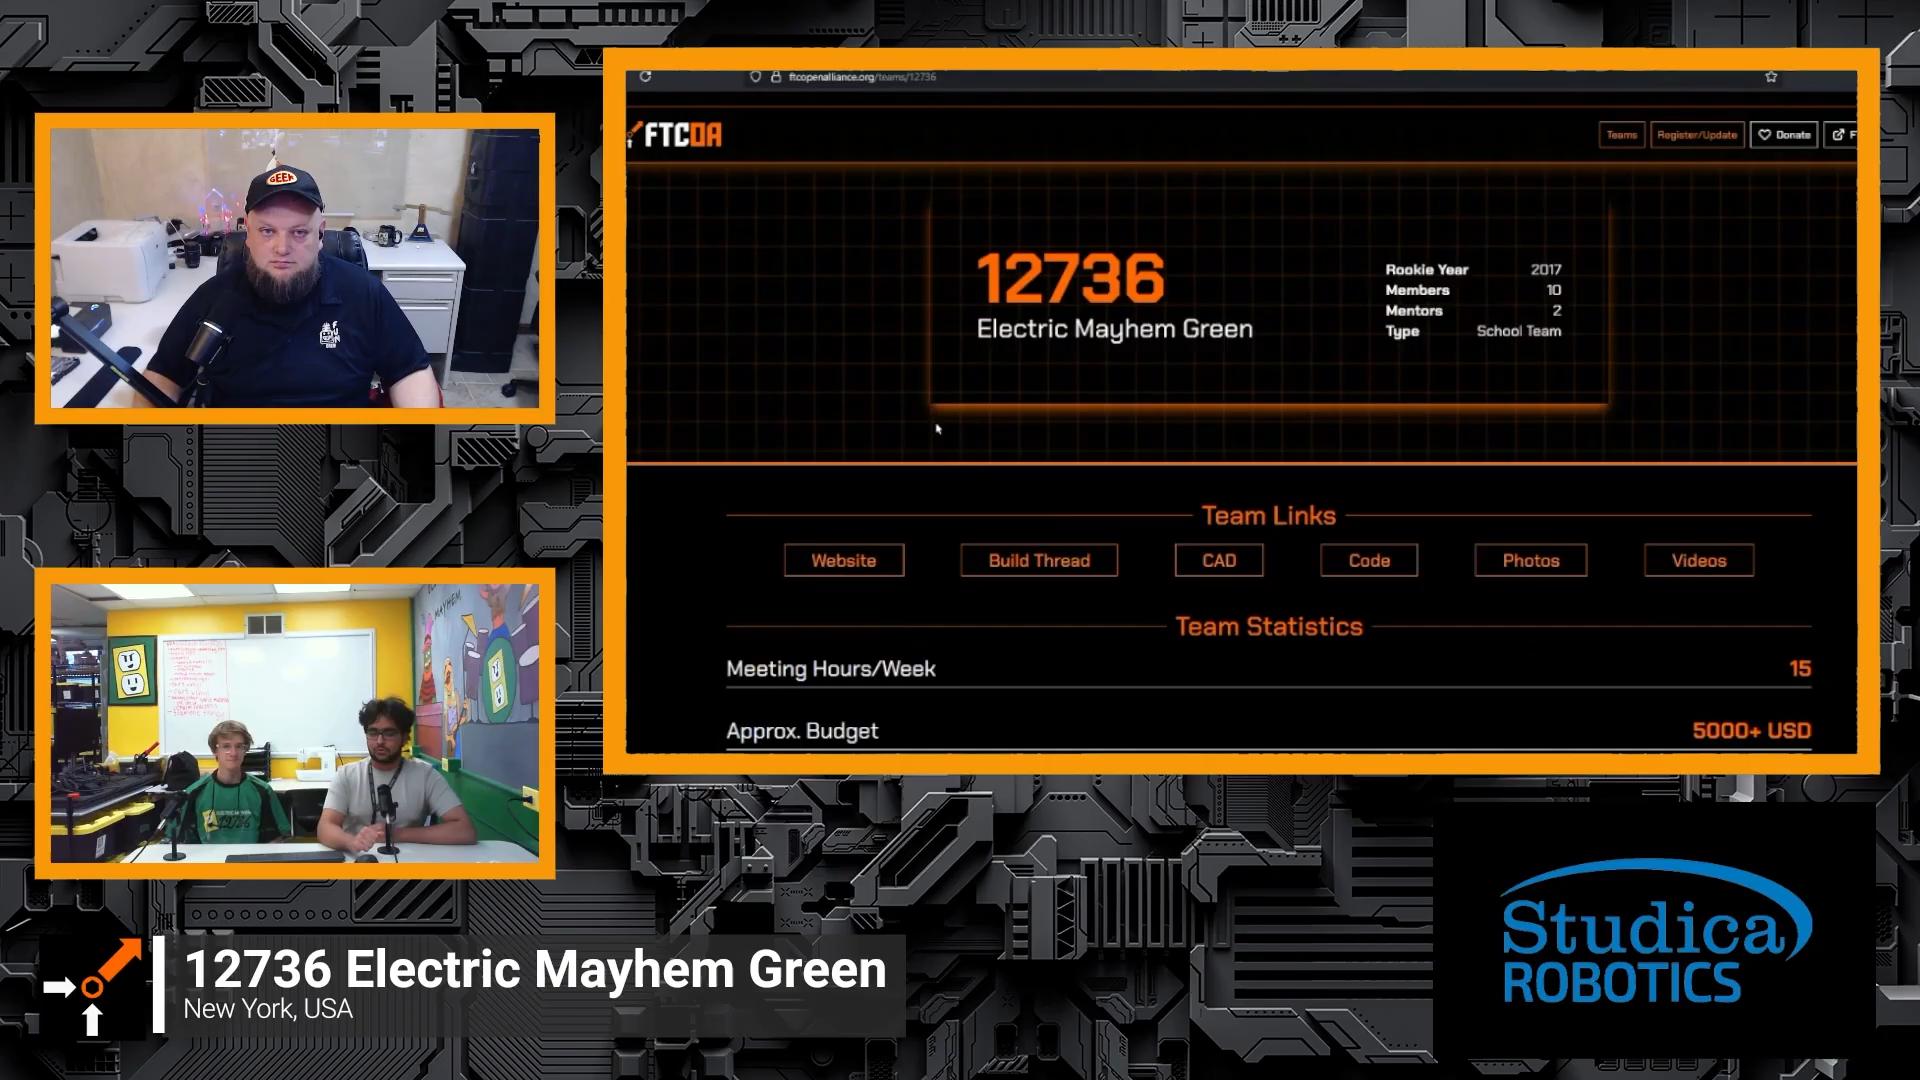 ftcopenalliance.org/teams/12736
FTCOA
Teams
Register/Update
Donate
F
GEEK
12736
Electric Mayhem Green
Rookie Year 2017
Members 10
Mentors 2
Type School Team
Team Links
Website
Build Thread
CAD
Code
Photos
Videos
Team Statistics
Meeting Hours/Week 15
Approx. Budget 5000+ USD
MAYHEM
12736 Electric Mayhem Green
New York, USA
Studica
ROBOTICS